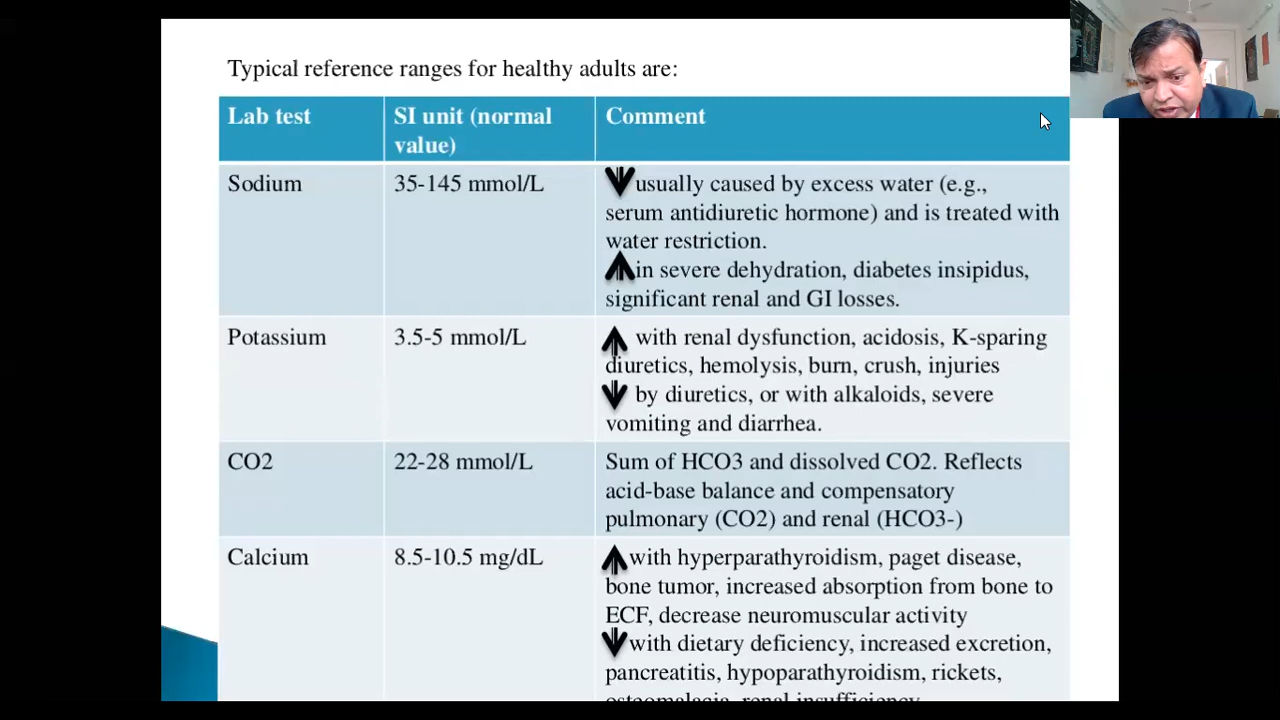 Typical reference ranges for healthy adults are:
Lab test
SI unit (normal
value)
Comment
Sodium
35-145 mmol/L
usually caused by excess water (e.g.,
serum antidiuretic hormone) and is treated with
water restriction.
in severe dehydration, diabetes insipidus,
significant renal and GI losses.
Potassium
3.5-5 mmol/L
with renal dysfunction, acidosis, K-sparing
diuretics, hemolysis, burn, crush, injuries
by diuretics, or with alkaloids, severe
vomiting and diarrhea.
CO2
22-28 mmol/L
Sum of HCO3 and dissolved CO2. Reflects
acid-base balance and compensatory
pulmonary (CO2) and renal (HCO3-)
Calcium
8.5-10.5 mg/dL
with hyperparathyroidism, paget disease,
bone tumor, increased absorption from bone to
ECF, decrease neuromuscular activity
with dietary deficiency, increased excretion,
pancreatitis, hypoparathyroidism, rickets,
osteomalacia, renal insufficiency